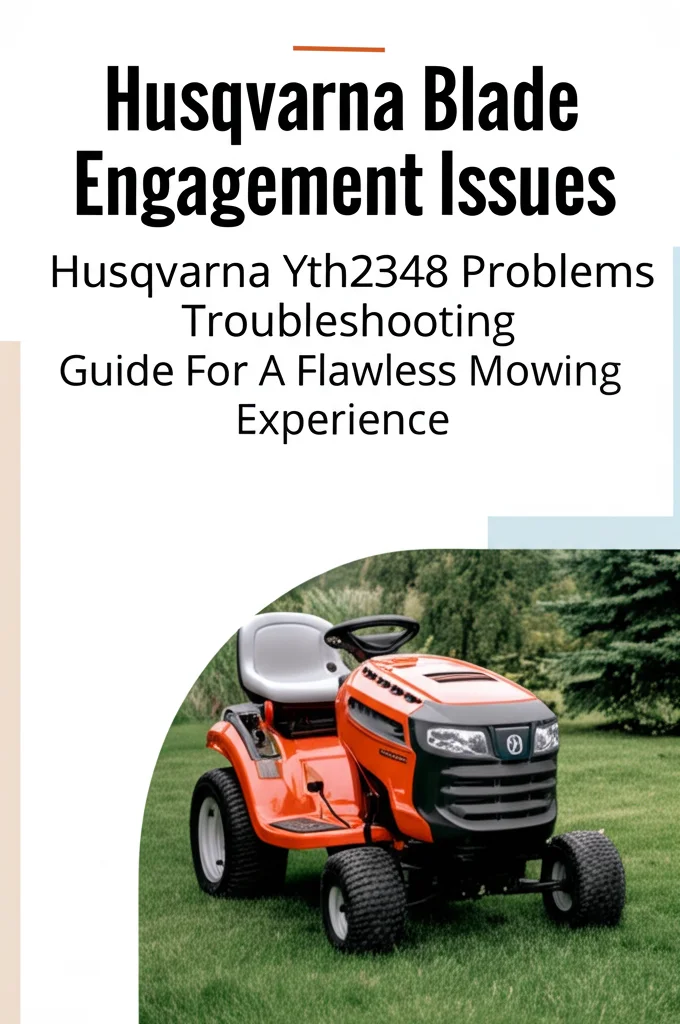 Husqvarna Blade
Engagement Issues
Husqvarna Yth2348 Problems
Troubleshooting
Guide For A Flawless Mowing
Experience